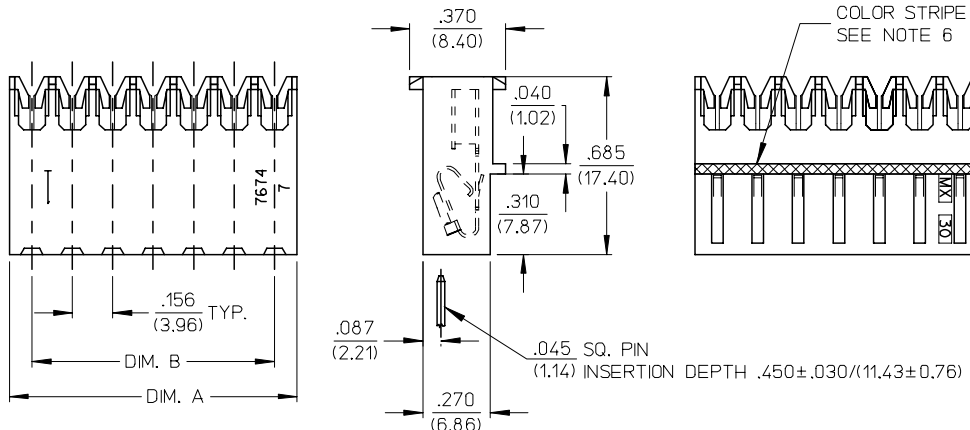 .370
(8.40)
COLOR STRIPE
SEE NOTE 6
.040
(1.02)
.685
(17.40)
.310
(7.87)
7674
7
MX 30
.156
(3.96)
TYP.
.087
(2.21)
DIM. B
DIM. A
.045 SQ. PIN
(1.14) INSERTION DEPTH .450±.030/(11.43±0.76)
.270
(6.86)